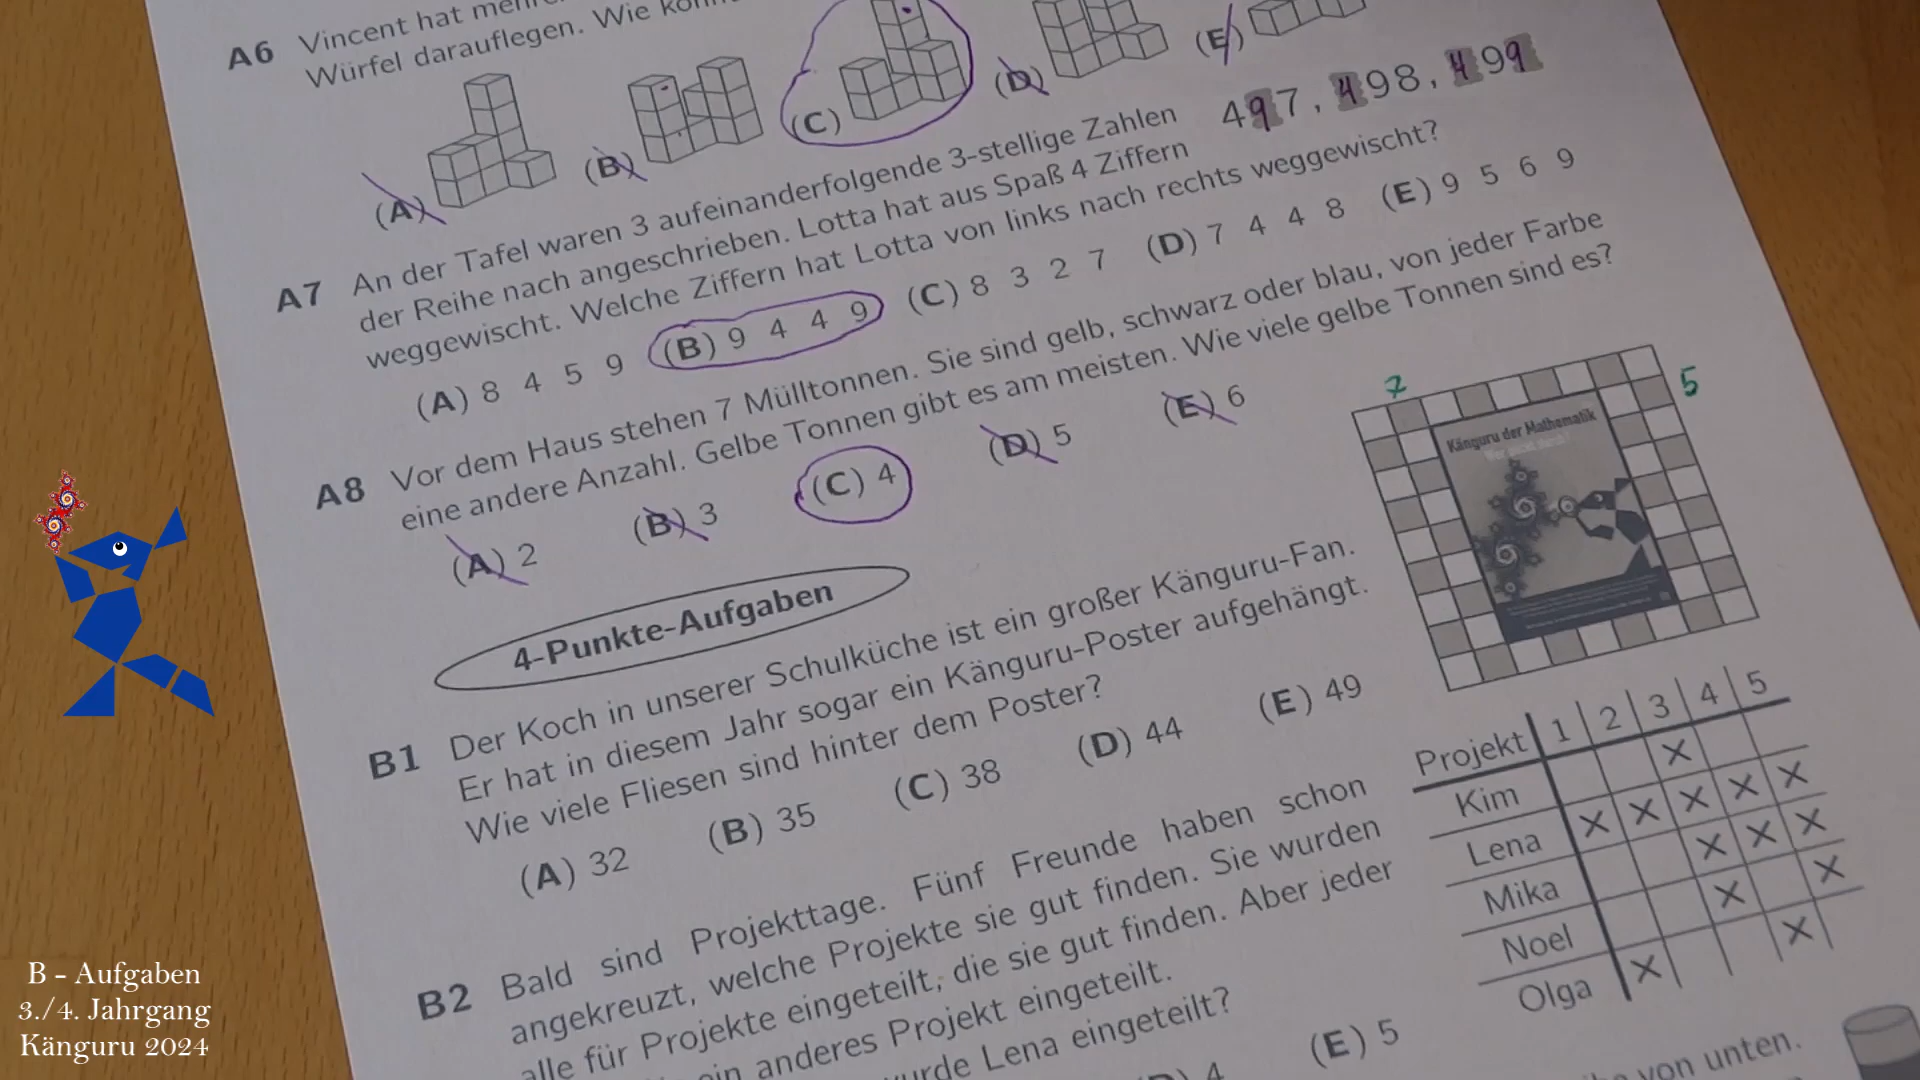 A6 Vincent hat
Würfel darauflegen. Wie
(A) (B) (C) (D) (E)
A7 An der Tafel waren 3 aufeinanderfolgende 3-stellige Zahlen
497, 498, 499
der Reihe nach angeschrieben. Lotta hat aus Spaß 4 Ziffern
weggewischt. Welche Ziffern hat Lotta von links nach rechts weggewischt?
(A) 8 4 5 9 (B) 9 4 4 9 (C) 8 3 2 7 (D) 7 4 4 8 (E) 9 5 6 9
A8 Vor dem Haus stehen 7 Mülltonnen. Sie sind gelb, schwarz oder blau, von jeder Farbe
eine andere Anzahl. Gelbe Tonnen gibt es am meisten. Wie viele gelbe Tonnen sind es?
(A) 2 (B) 3 (C) 4 (D) 5 (E) 6
4-Punkte-Aufgaben
7 5
Känguru der Mathematik
B1 Der Koch in unserer Schulküche ist ein großer Känguru-Fan.
Er hat in diesem Jahr sogar ein Känguru-Poster aufgehängt.
Wie viele Fliesen sind hinter dem Poster?
(A) 32 (B) 35 (C) 38 (D) 44 (E) 49
B2 Bald sind Projekttage. Fünf Freunde haben schon
angekreuzt, welche Projekte sie gut finden. Sie wurden
alle für Projekte eingeteilt, die sie gut finden. Aber jeder
ein anderes Projekt eingeteilt.
wurde Lena eingeteilt?
4 (E) 5
Projekt 1 2 3 4 5
Kim X
Lena X X X X X
Mika X X X
Noel X X
Olga X X
von unten.
B - Aufgaben
3./4. Jahrgang
Känguru 2024